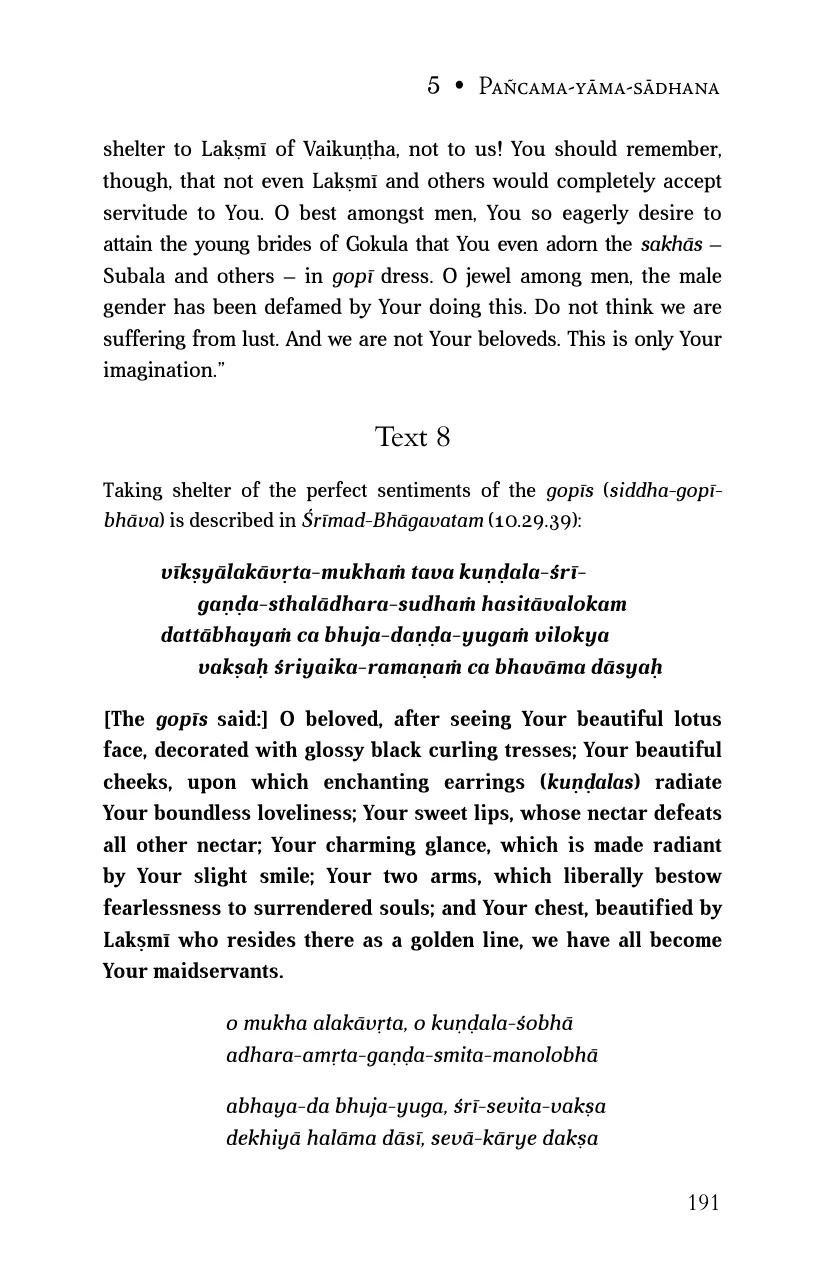 5 • Pañcama-yāma-sādhana
shelter to Lakṣmī of Vaikuṇṭha, not to us! You should remember,
though, that not even Lakṣmī and others would completely accept
servitude to You. O best amongst men, You so eagerly desire to
attain the young brides of Gokula that You even adorn the sakhās –
Subala and others – in gopī dress. O jewel among men, the male
gender has been defamed by Your doing this. Do not think we are
suffering from lust. And we are not Your beloveds. This is only Your
imagination.”
Text 8
Taking shelter of the perfect sentiments of the gopīs (siddha-gopī-
bhāva) is described in Śrīmad-Bhāgavatam (10.29.39):
vīkṣyālakāvṛta-mukhaṁ tava kuṇḍala-śrī-
gaṇḍa-sthalādhara-sudhaṁ hasitāvalokam
dattābhayaṁ ca bhuja-daṇḍa-yugaṁ vilokya
vakṣaḥ śriyaika-ramaṇaṁ ca bhavāma dāsyaḥ
[The gopīs said:] O beloved, after seeing Your beautiful lotus
face, decorated with glossy black curling tresses; Your beautiful
cheeks, upon which enchanting earrings (kuṇḍalas) radiate
Your boundless loveliness; Your sweet lips, whose nectar defeats
all other nectar; Your charming glance, which is made radiant
by Your slight smile; Your two arms, which liberally bestow
fearlessness to surrendered souls; and Your chest, beautified by
Lakṣmī who resides there as a golden line, we have all become
Your maidservants.
o mukha alakāvṛta, o kuṇḍala-śobhā
adhara-amṛta-gaṇḍa-smita-manolobhā
abhaya-da bhuja-yuga, śrī-sevita-vakṣa
dekhiyā halāma dāsī, sevā-kārye dakṣa
191